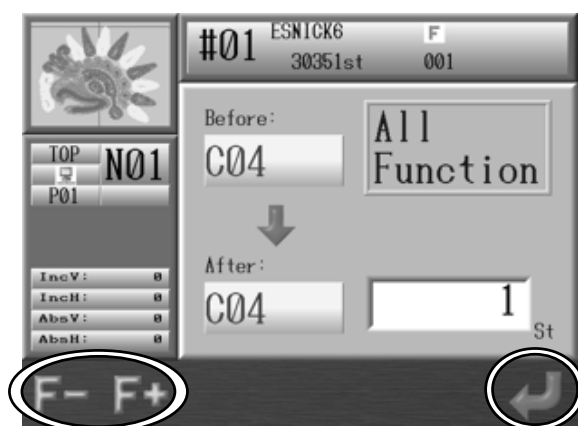 #01 ESNICK6 F
30351st 001
TOP N01
P01
IncV: 0
IncH: 0
AbsV: 0
AbsH: 0
Before:
C04
All
Function
After:
C04
1
St
F- F+